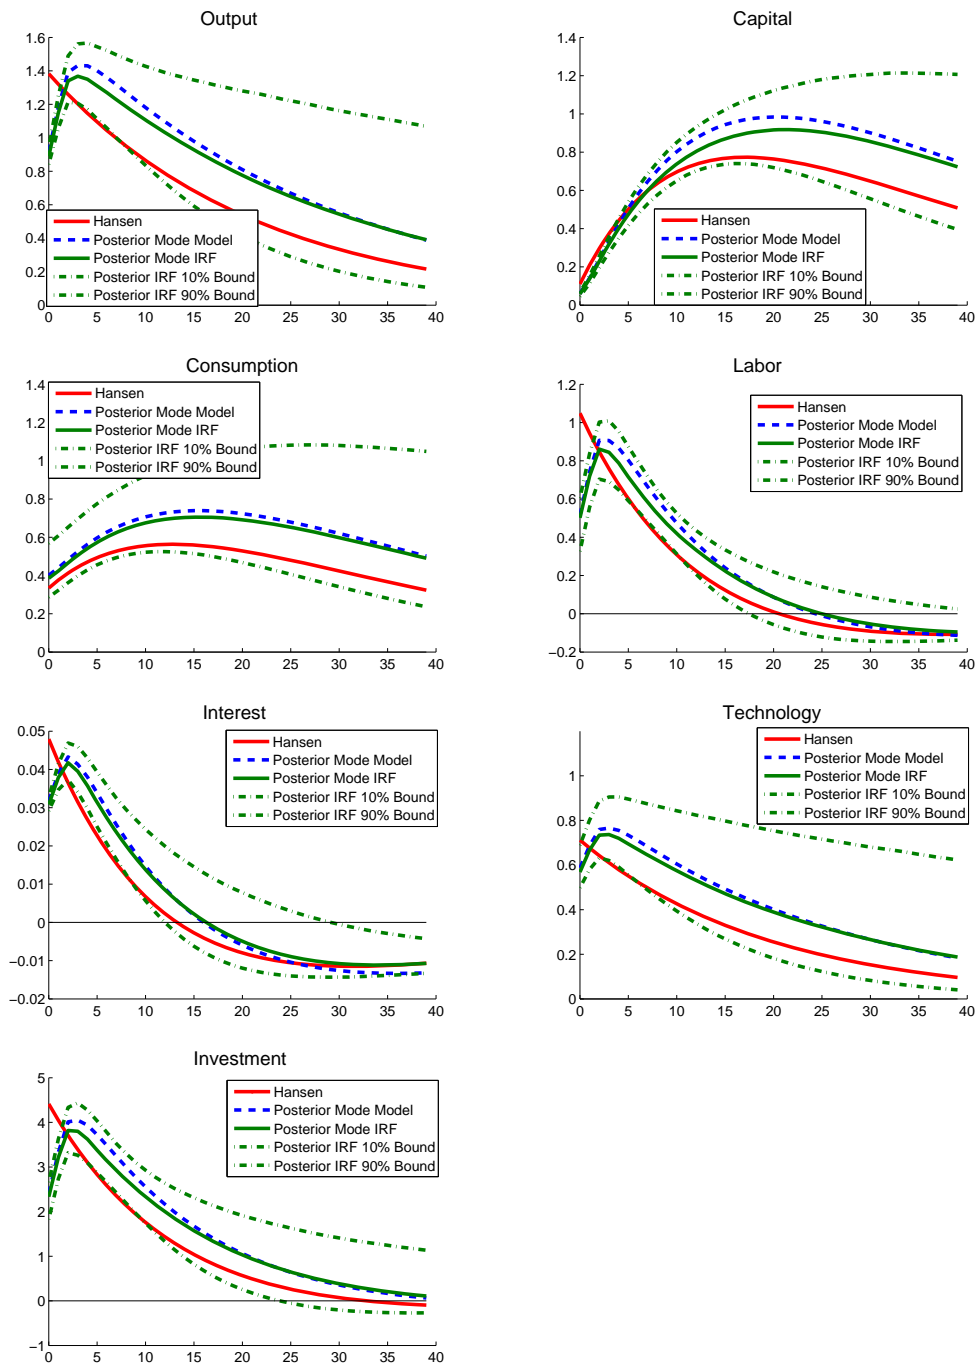 Output
1.6
1.4
1.2
1
0.8
0.6
0.4
0.2
0
Hansen
Posterior Mode Model
Posterior Mode IRF
Posterior IRF 10% Bound
Posterior IRF 90% Bound
0 5 10 15 20 25 30 35 40
Capital
1.4
1.2
1
0.8
0.6
0.4
0.2
0
Hansen
Posterior Mode Model
Posterior Mode IRF
Posterior IRF 10% Bound
Posterior IRF 90% Bound
0 5 10 15 20 25 30 35 40
Consumption
1.4
1.2
1
0.8
0.6
0.4
0.2
0
Hansen
Posterior Mode Model
Posterior Mode IRF
Posterior IRF 10% Bound
Posterior IRF 90% Bound
0 5 10 15 20 25 30 35 40
Labor
1.2
1
0.8
0.6
0.4
0.2
0
−0.2
Hansen
Posterior Mode Model
Posterior Mode IRF
Posterior IRF 10% Bound
Posterior IRF 90% Bound
0 5 10 15 20 25 30 35 40
Interest
0.05
0.04
0.03
0.02
0.01
0
−0.01
−0.02
Hansen
Posterior Mode Model
Posterior Mode IRF
Posterior IRF 10% Bound
Posterior IRF 90% Bound
0 5 10 15 20 25 30 35 40
Technology
1
0.8
0.6
0.4
0.2
0
Hansen
Posterior Mode Model
Posterior Mode IRF
Posterior IRF 10% Bound
Posterior IRF 90% Bound
0 5 10 15 20 25 30 35 40
Investment
5
4
3
2
1
0
−1
Hansen
Posterior Mode Model
Posterior Mode IRF
Posterior IRF 10% Bound
Posterior IRF 90% Bound
0 5 10 15 20 25 30 35 40